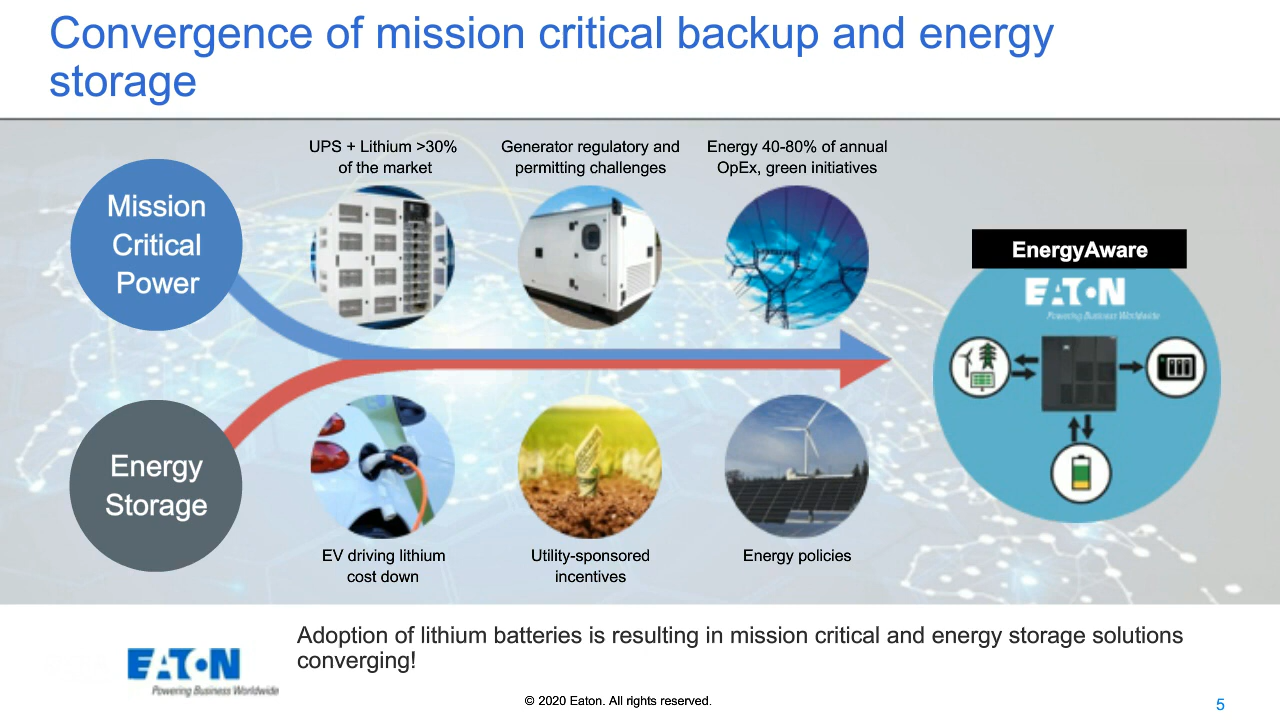 Convergence of mission critical backup and energy
storage
UPS + Lithium >30%
of the market
Generator regulatory and
permitting challenges
Energy 40-80% of annual
OpEx, green initiatives
Mission
Critical
Power
EnergyAware
EATON
Powering Business Worldwide
Energy
Storage
EV driving lithium
cost down
Utility-sponsored
incentives
Energy policies
Adoption of lithium batteries is resulting in mission critical and energy storage solutions
converging!
EATON
Powering Business Worldwide
© 2020 Eaton. All rights reserved.
5